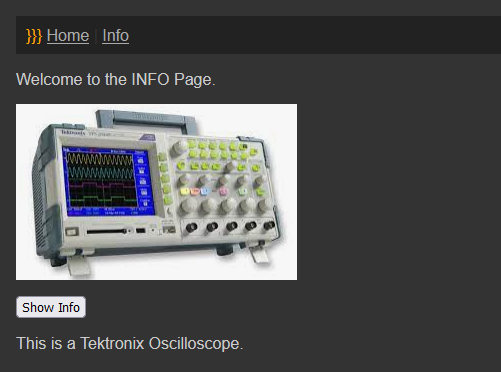 }}} Home | Info
Welcome to the INFO Page.
Tektronix
Show Info
This is a Tektronix Oscilloscope.